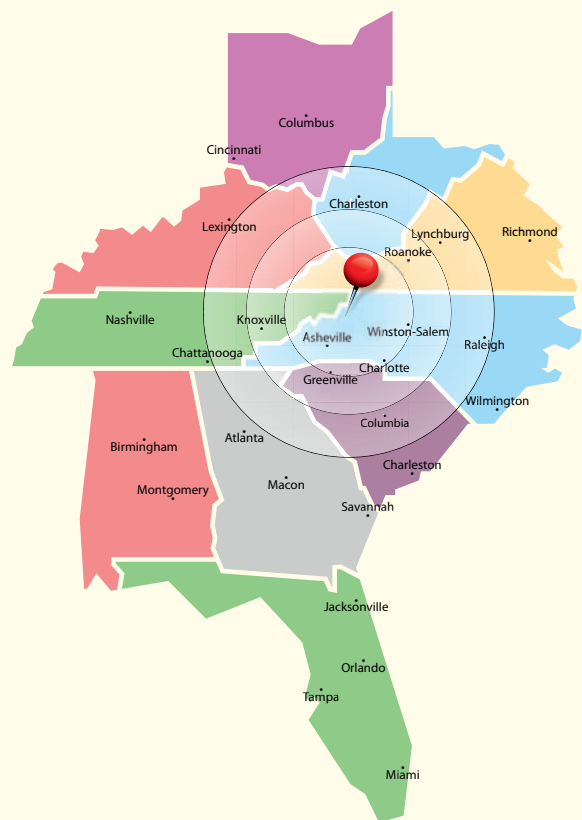 Columbus
Cincinnati
Charleston
Lexington
Lynchburg
Richmond
Roanoke
Nashville
Knoxville
Winston-Salem
Asheville
Raleigh
Chattanooga
Charlotte
Greenville
Wilmington
Columbia
Atlanta
Birmingham
Charleston
Macon
Montgomery
Savannah
Jacksonville
Orlando
Tampa
Miami